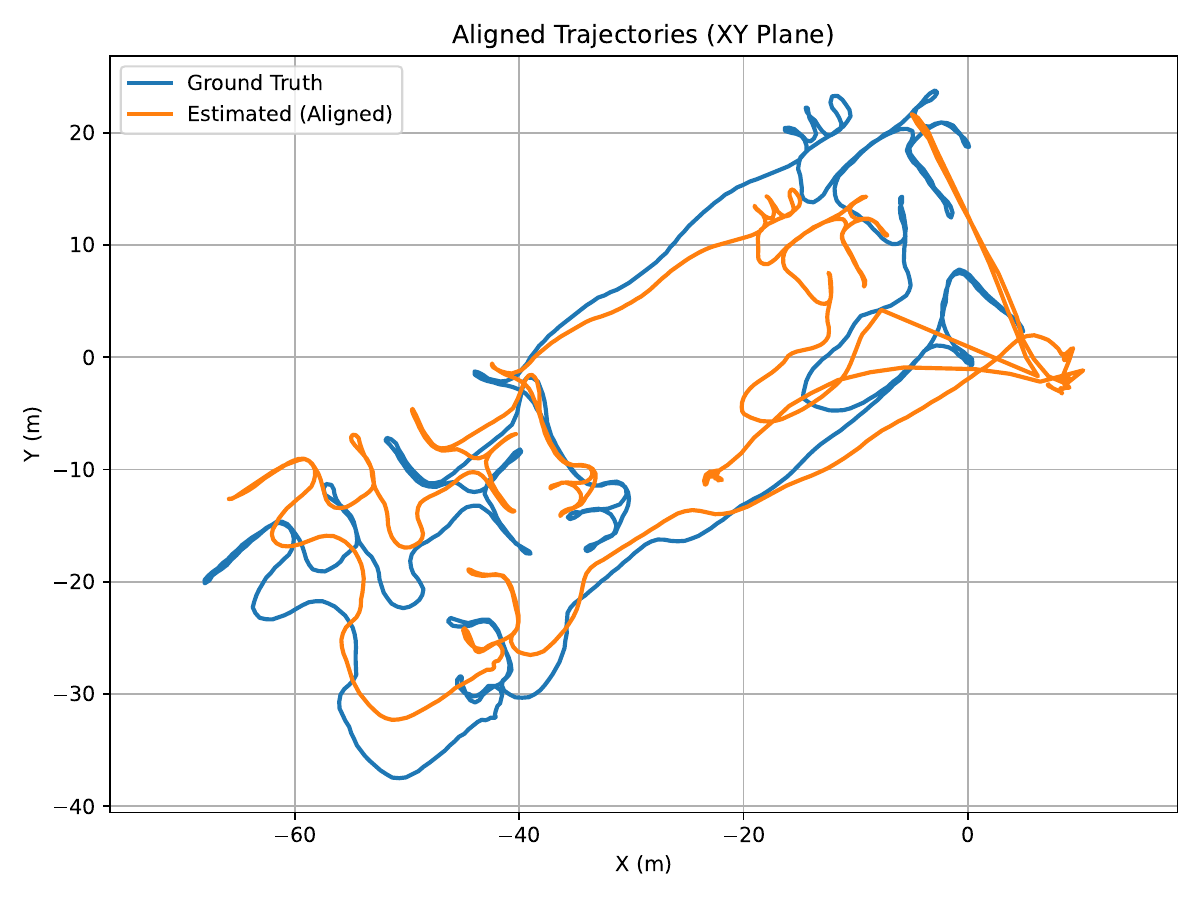 Aligned Trajectories (XY Plane)
Ground Truth
Estimated (Aligned)
20
10
0
−10
−20
−30
−40
Y (m)
−60
−40
−20
0
X (m)